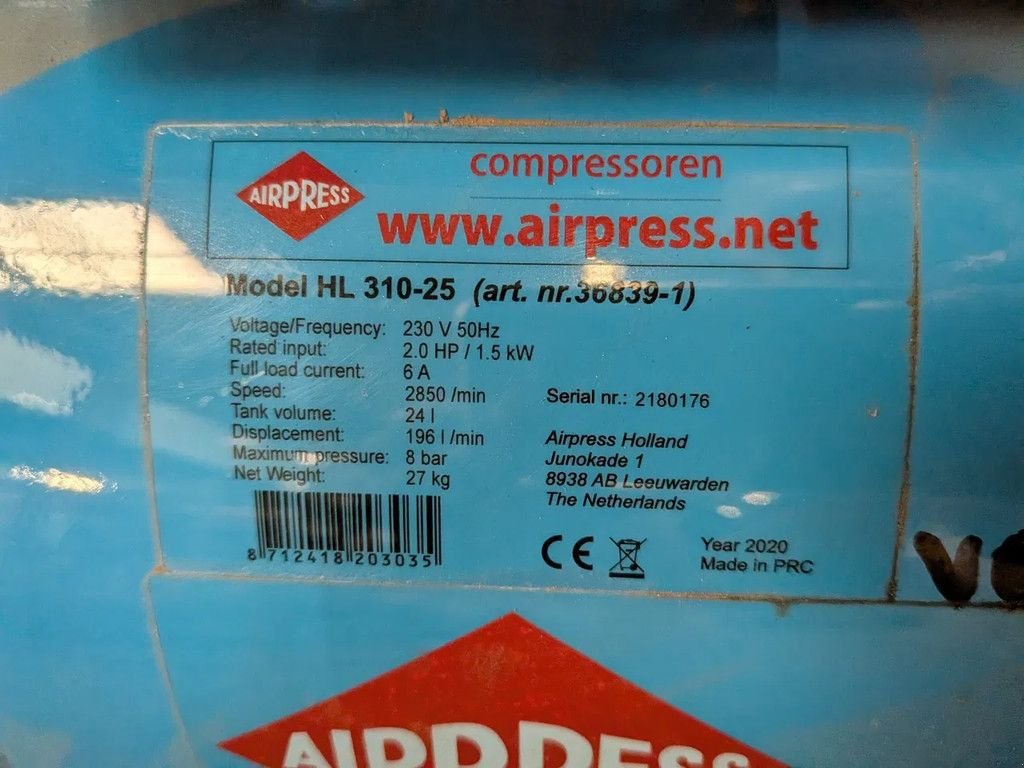 AIRPRESS
compressoren
www.airpress.net
Model HL 310-25 (art. nr.36839-1)
Voltage/Frequency: 230 V 50Hz
Rated input: 2.0 HP / 1.5 kW
Full load current: 6 A
Speed: 2850 /min
Tank volume: 24 l
Displacement: 196 l /min
Maximum pressure: 8 bar
Net Weight: 27 kg
Serial nr.: 2180176
Airpress Holland
Junokade 1
8938 AB Leeuwarden
The Netherlands
8 712418 203035
CE
Year 2020
Made in PRC
AIRPRESS